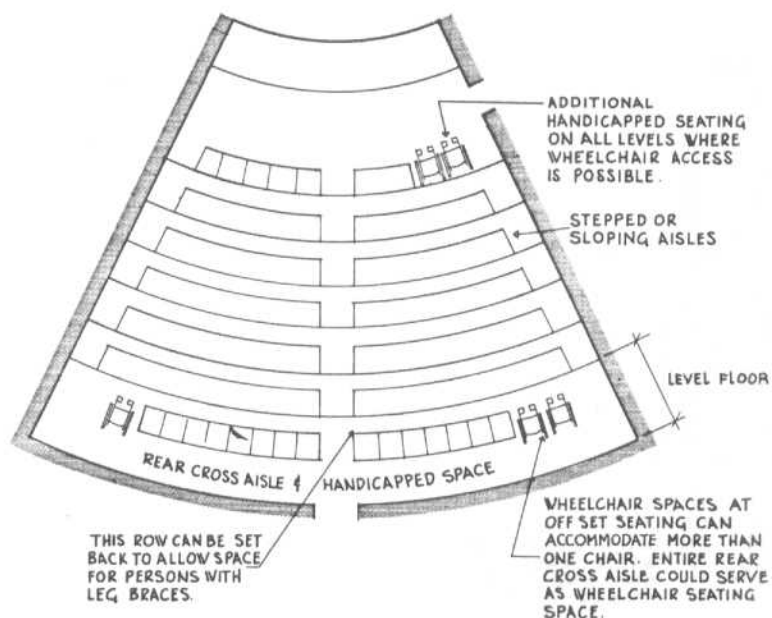 ADDITIONAL
HANDICAPPED SEATING
ON ALL LEVELS WHERE
WHEELCHAIR ACCESS
IS POSSIBLE.
STEPPED OR
SLOPING AISLES
LEVEL FLOOR
REAR CROSS AISLE & HANDICAPPED SPACE
THIS ROW CAN BE SET
BACK TO ALLOW SPACE
FOR PERSONS WITH
LEG BRACES.
WHEELCHAIR SPACES AT
OFF SET SEATING CAN
ACCOMMODATE MORE THAN
ONE CHAIR. ENTIRE REAR
CROSS AISLE COULD SERVE
AS WHEELCHAIR SEATING
SPACE.